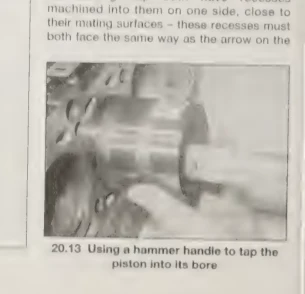 machined into them on one side, close to
their mating surfaces – these recesses must
both face the same way as the arrow on the
20.13 Using a hammer handle to tap the
piston into its bore